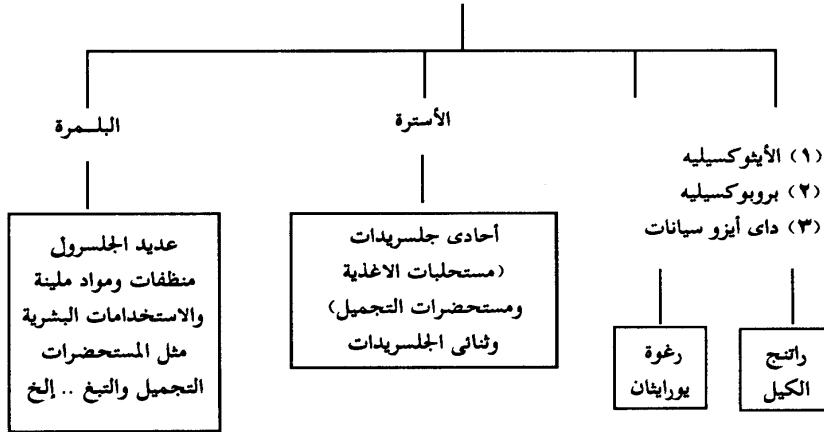 الأسترة
البلـــمرة
(١) الأيثوكسيليه
(٢) بروبوكسيليه
(٣) داى أيزو سيانات
أحادى جلسريدات
(مستحلبات الاغذية
ومستحضرات التجميل)
وثنائى الجلسريدات
عديد الجلسرول
منظفات ومواد ملينة
والاستخدامات البشرية
مثل المستحضرات
التجميل والتبغ .. إلخ
راتنج
الكيل
رغوة
يورايثان